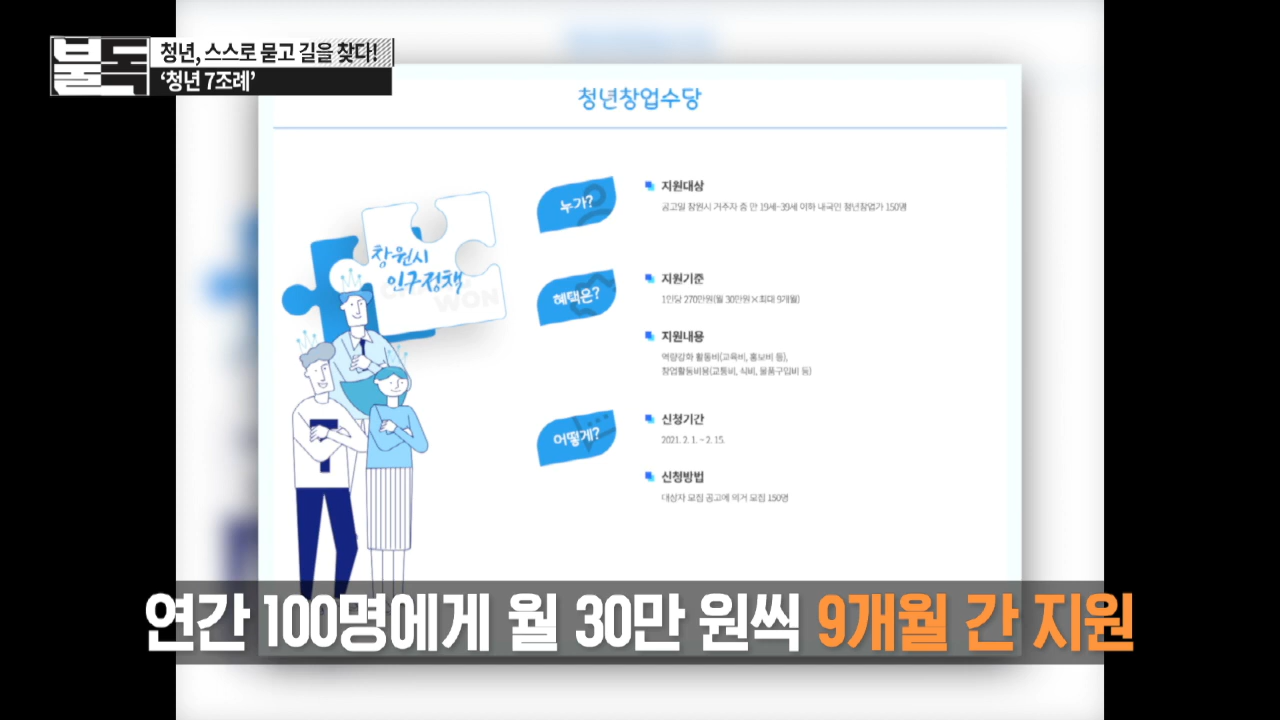 불독
청년, 스스로 묻고 길을 찾다!
‘청년 7조례’
청년창업수당
창원시
인구정책
CHANG
WON
누가?
지원대상
공고일 창원시 거주자 중 만 19세~39세 이하 내국인 청년창업가 150명
혜택은?
지원기준
1인당 270만원(월 30만원×최대 9개월)
지원내용
역량강화 활동비(교육비, 홍보비 등),
창업활동비용(교통비, 식비, 물품구입비 등)
어떻게?
신청기간
2021. 2. 1. ~ 2. 15.
신청방법
대상자 모집 공고에 의거 모집 150명
연간 100명에게 월 30만 원씩 9개월 간 지원